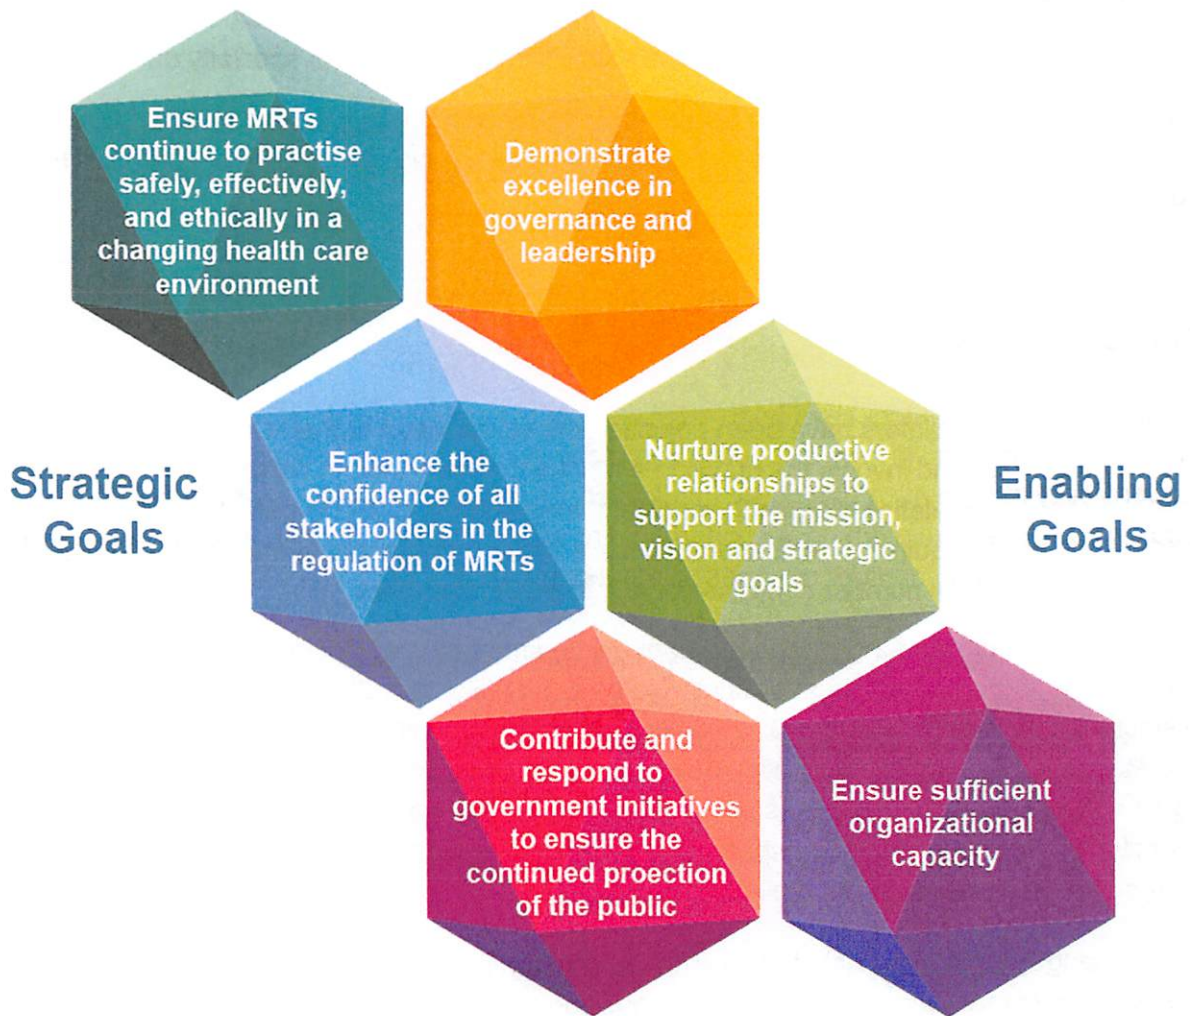 Ensure MRTs
continue to practise
safely, effectively,
and ethically in a
changing health care
environment
Demonstrate
excellence in
governance and
leadership
Strategic
Goals
Enhance the
confidence of all
stakeholders in the
regulation of MRTs
Nurture productive
relationships to
support the mission,
vision and strategic
goals
Enabling
Goals
Contribute and
respond to
government initiatives
to ensure the
continued proection
of the public
Ensure sufficient
organizational
capacity